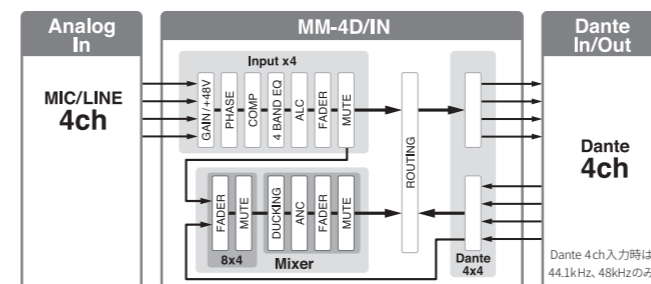 Analog
In
MIC/LINE
4ch
MM-4D/IN
Input x4
GAIN/+48V
PHASE
COMP
4 BAND EQ
ALC
FADER
MUTE
FADER
MUTE
8x4
DUCKING
ANC
FADER
MUTE
Mixer
ROUTING
Dante
4x4
Dante
In/Out
Dante
4ch
Dante 4ch入力時は
44.1kHz、48kHzのみ